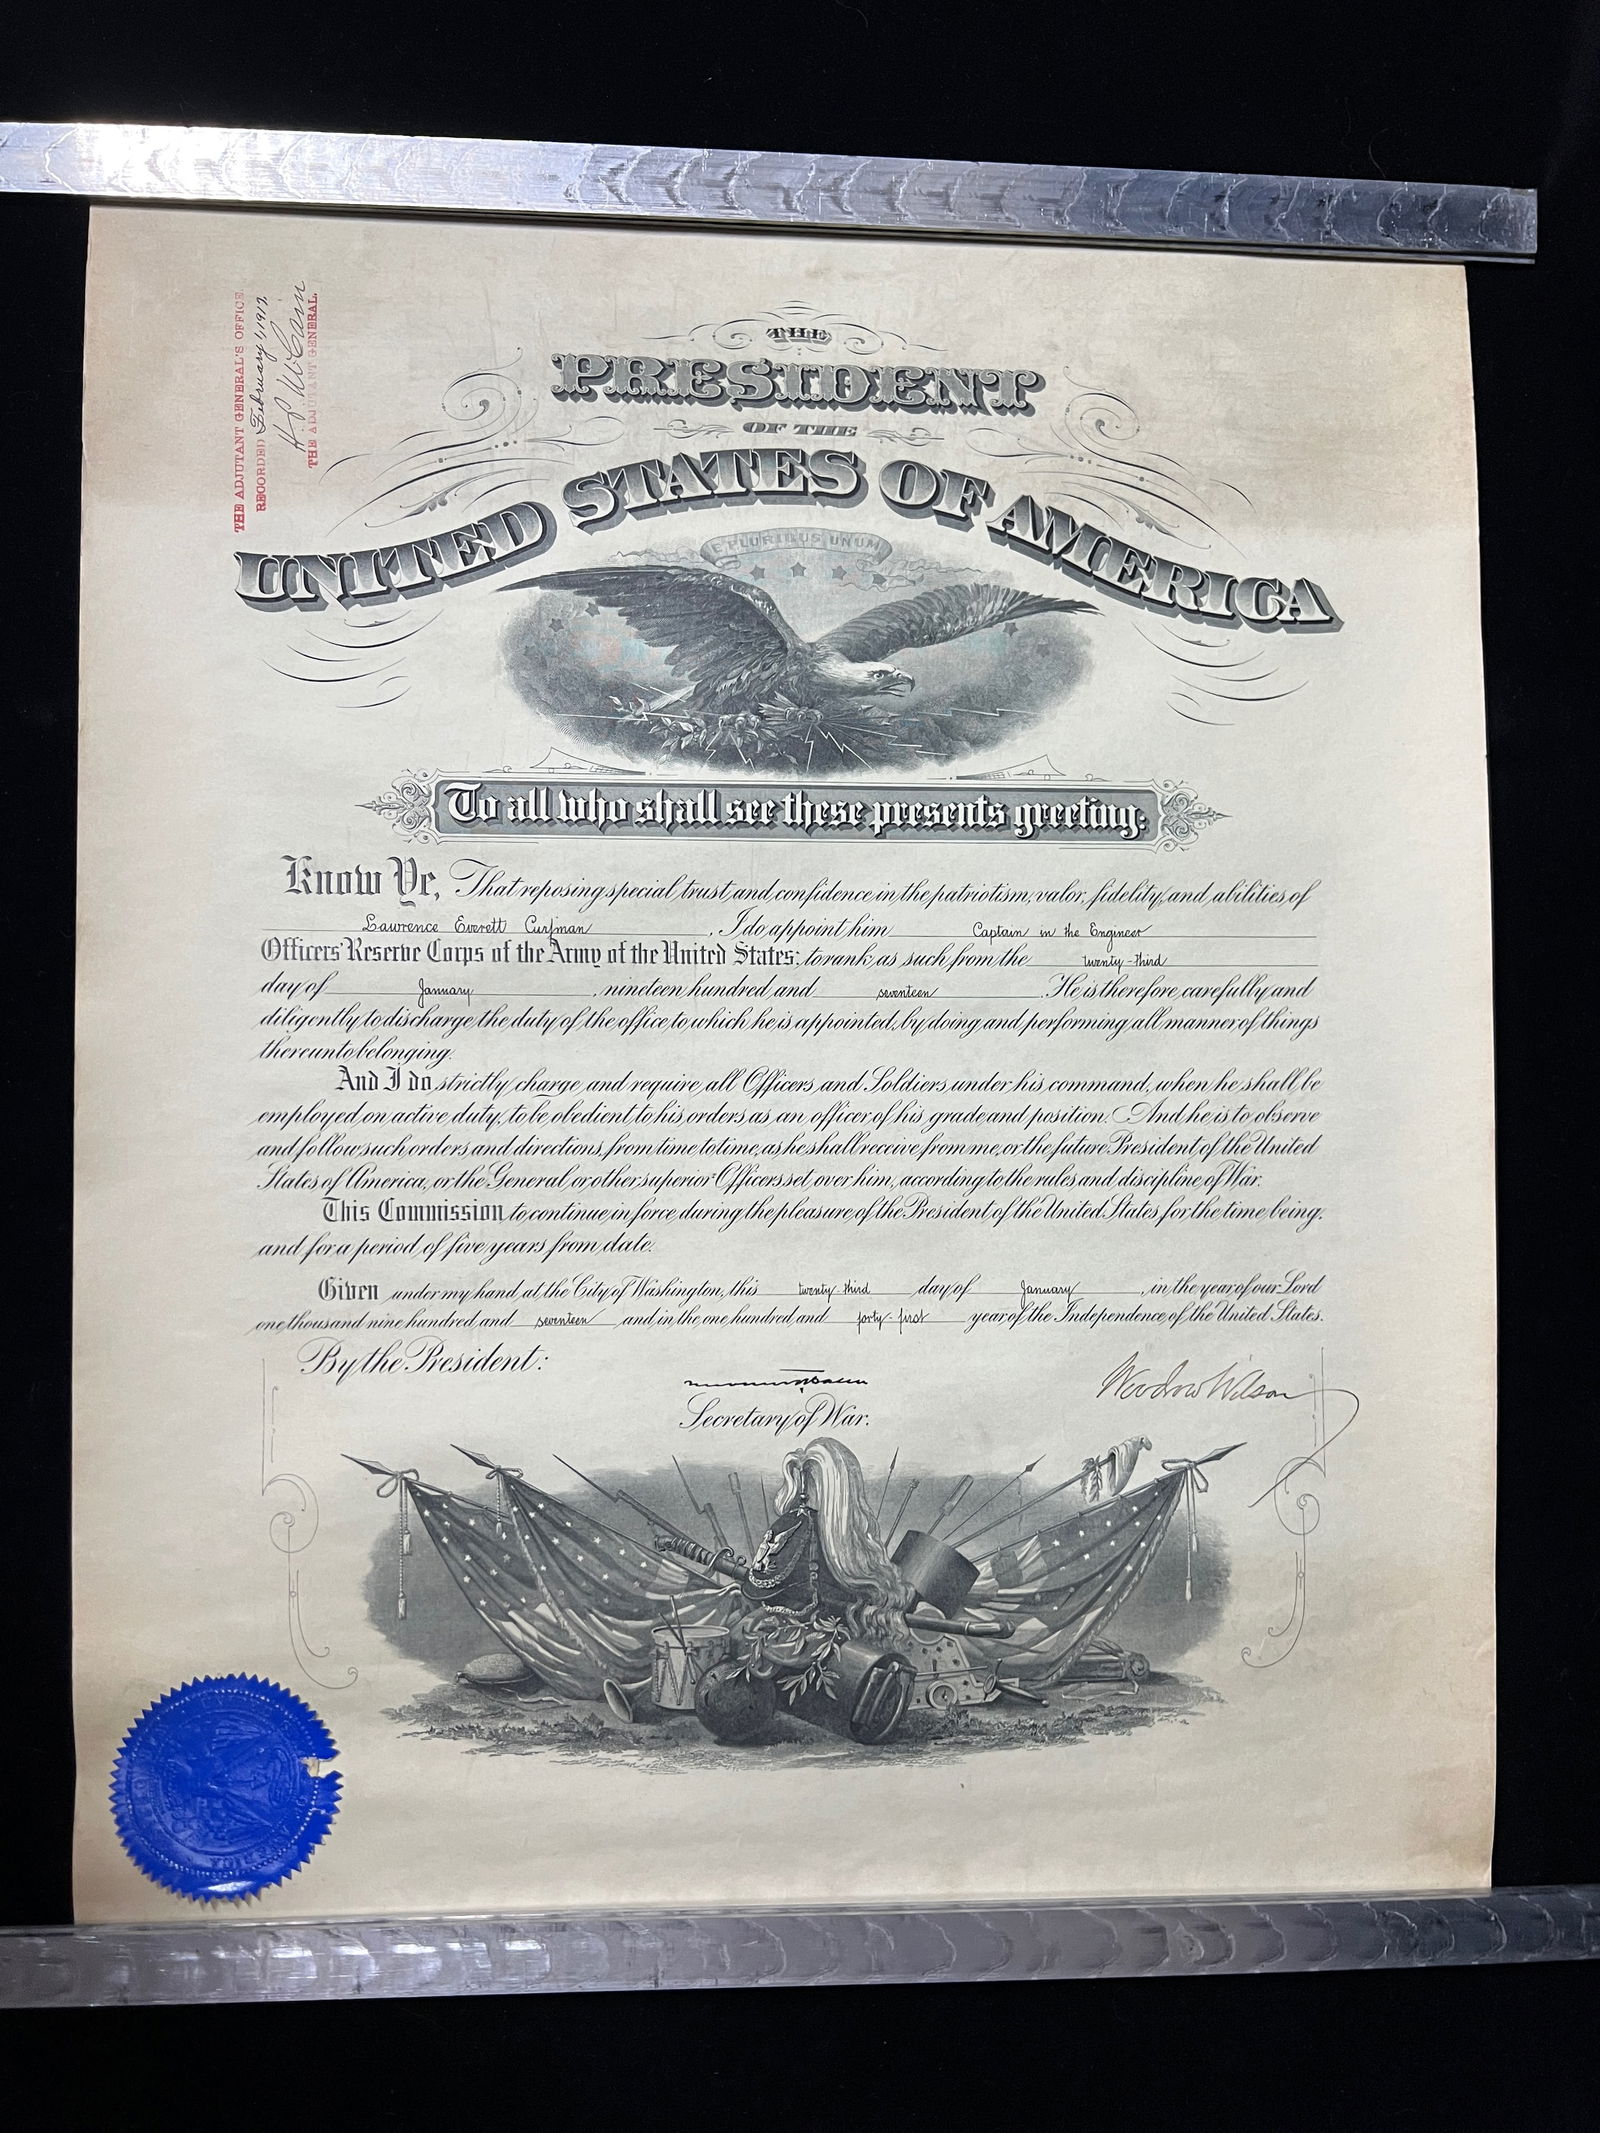 THE ADJUTANT GENERAL'S OFFICE.
RECORDED February 1, 1917.
H. P. McCain
THE ADJUTANT GENERAL.
THE
PRESIDENT
OF THE
UNITED STATES OF AMERICA
E PLURIBUS UNUM
To all who shall see these presents greeting:
Know Ye, That reposing special trust and confidence in the patriotism, valor, fidelity, and abilities of
Lawrence Everett Curfman, I do appoint him Captain in the Engineer
Officers' Reserve Corps of the Army of the United States: to rank as such from the twenty-third
day of January, nineteen hundred and seventeen. He is therefore carefully and
diligently to discharge the duty of the office to which he is appointed, by doing and performing all manner of things
thereunto belonging.
And I do strictly charge and require all Officers and Soldiers under his command, when he shall be
employed on active duty, to be obedient to his orders as an officer of his grade and position. And he is to observe
and follow such orders and directions, from time to time, as he shall receive from me, or the future President of the United
States of America, or the General or other superior Officers set over him, according to the rules and discipline of War.
This Commission to continue in force during the pleasure of the President of the United States for the time being,
and for a period of five years from date.
Given under my hand at the City of Washington, this twenty third day of January, in the year of our Lord
one thousand nine hundred and seventeen and in the one hundred and forty-first year of the Independence of the United States.
By the President:
Woodrow Wilson
Secretary of War.